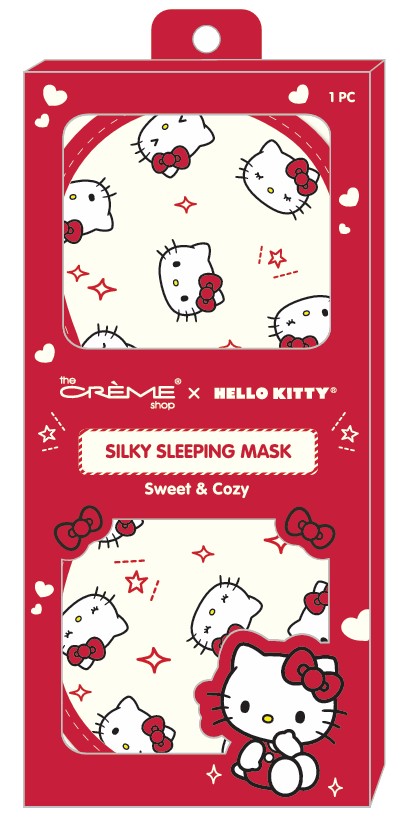 1 PC
the
CRÈME®
shop
× HELLO KITTY®
SILKY SLEEPING MASK
Sweet & Cozy